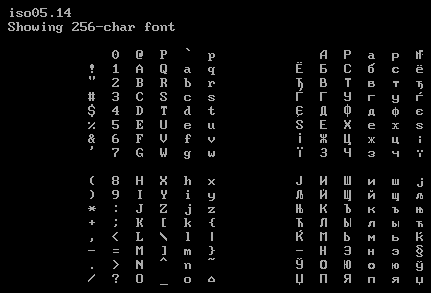 iso05.14
Showing 256-char font
0 @ P ` p А Р а р №
! 1 A Q a q Ё Б С б с ё
" 2 B R b r Ђ В Т в т ђ
# 3 C S c s Ѓ Г У г у ѓ
$ 4 D T d t Є Д Ф д ф є
% 5 E U e u Ѕ Е Х е х ѕ
& 6 F V f v І Ж Ц ж ц і
' 7 G W g w Ї З Ч з ч ї
( 8 H X h x Ј И Ш и ш ј
) 9 I Y i y Љ Й Щ й щ љ
* : J Z j z Њ К Ъ к ъ њ
+ ; K [ k { Ћ Л Ы л ы ћ
, < L \ l | Ќ М Ь м ь ќ
- = M ] m } - Н Э н э §
. > N ^ n ~ Ў О Ю о ю ў
/ ? O _ o ⌂ Џ П Я п я џ